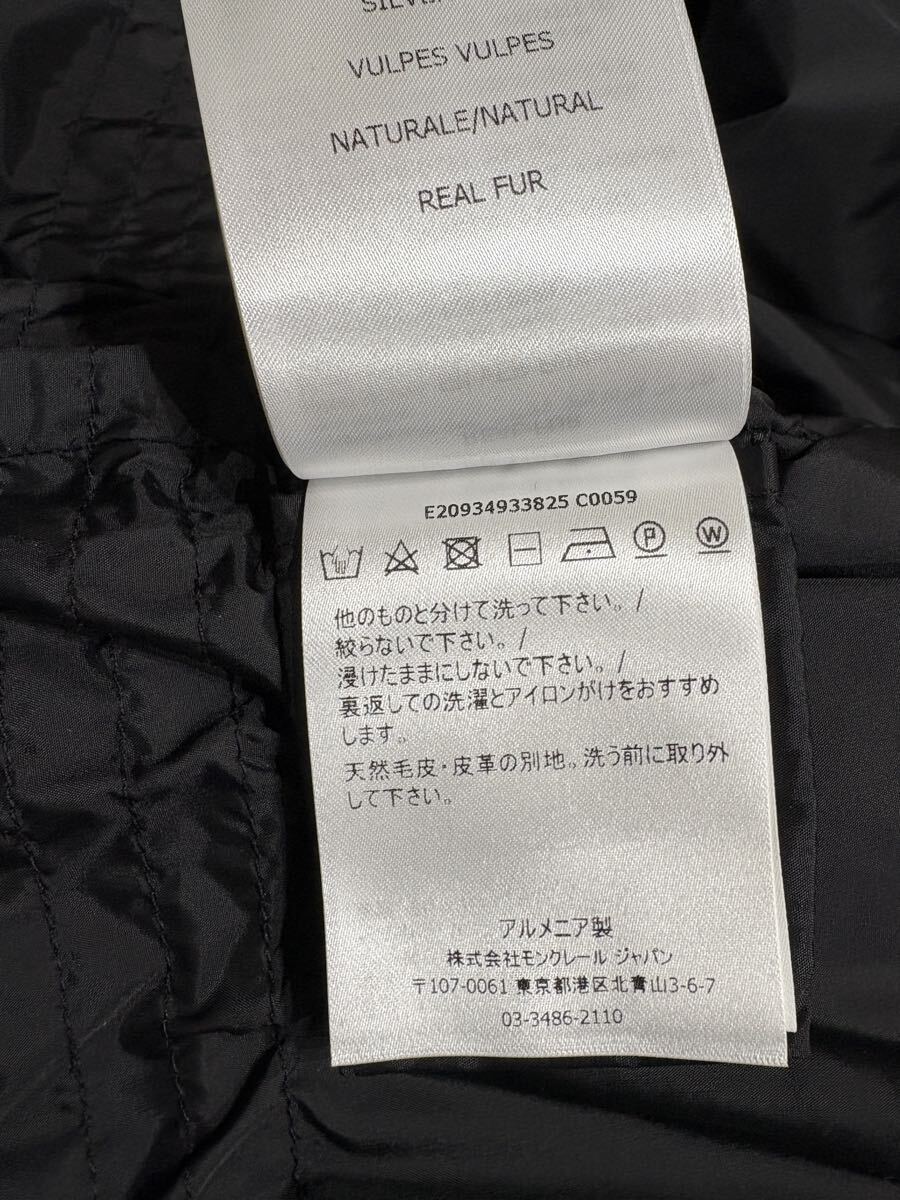 VULPES VULPES
NATURALE/NATURAL
REAL FUR
E20934933825 C0059
P
W
他のものと分けて洗って下さい。/
絞らないで下さい。/
浸けたままにしないで下さい。/
裏返しての洗濯とアイロンがけをおすすめ
します。
天然毛皮・皮革の別地。洗う前に取り外
して下さい。
アルメニア製
株式会社モンクレール ジャパン
〒107-0061 東京都港区北青山3-6-7
03-3486-2110